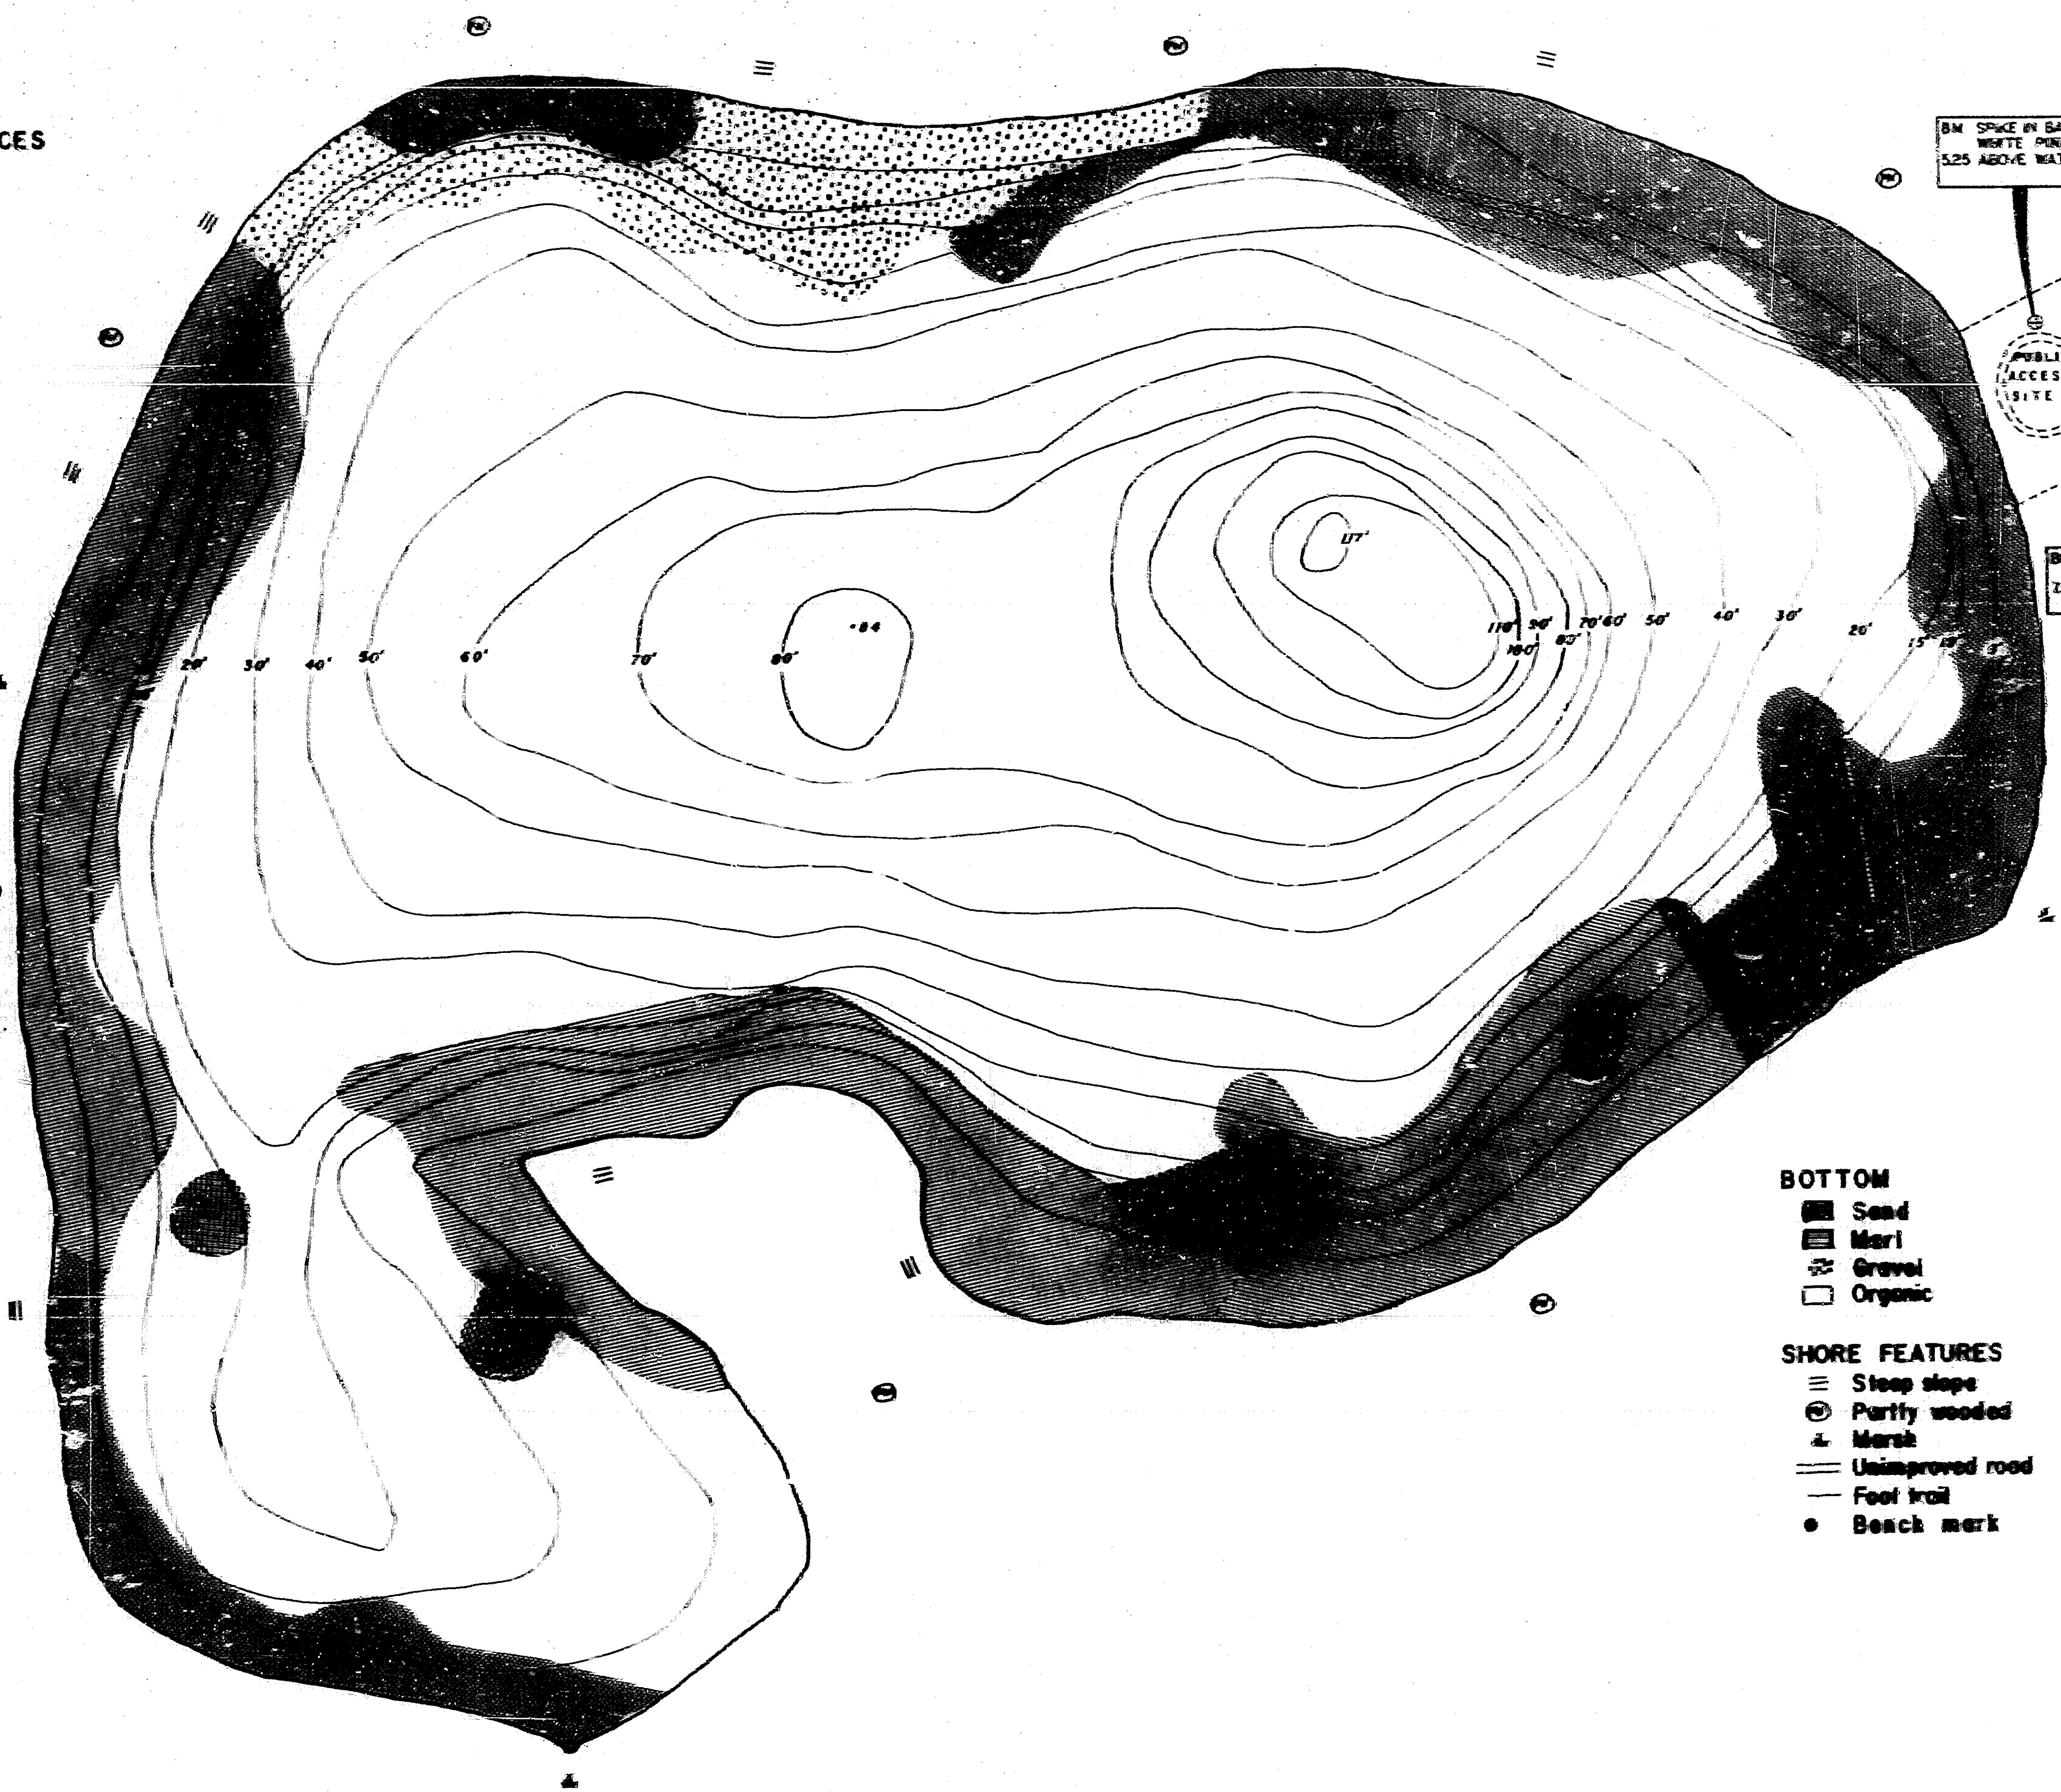 CES
BM SPIKE IN BA
WHITE PIN
5.25 ABOVE WAT
PUBLI
ACCES
SITE
117'
84
20' 30' 40' 50' 60' 70' 80'
110' 100' 90' 80' 70' 60' 50' 40' 30' 20' 15' 10' 5'
BOTTOM
Sand
Marl
Gravel
Organic
SHORE FEATURES
Steep slope
Partly wooded
Marsh
Unimproved road
Foot trail
Bench mark